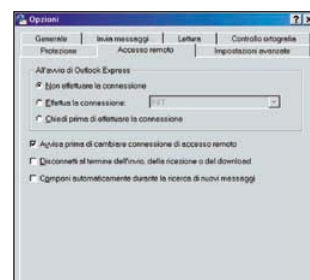 Opzioni
Generale Invia messaggi Lettura Controllo ortografia
Protezione Accesso remoto Impostazioni avanzate
All'avvio di Outlook Express
Non effettuare la connessione
Effettua la connessione:
Chiedi prima di effettuare la connessione
Avvisa prima di cambiare connessione di accesso remoto
Disconnetti al termine dell'invio, della ricezione o del download
Componi automaticamente durante la ricerca di nuovi messaggi